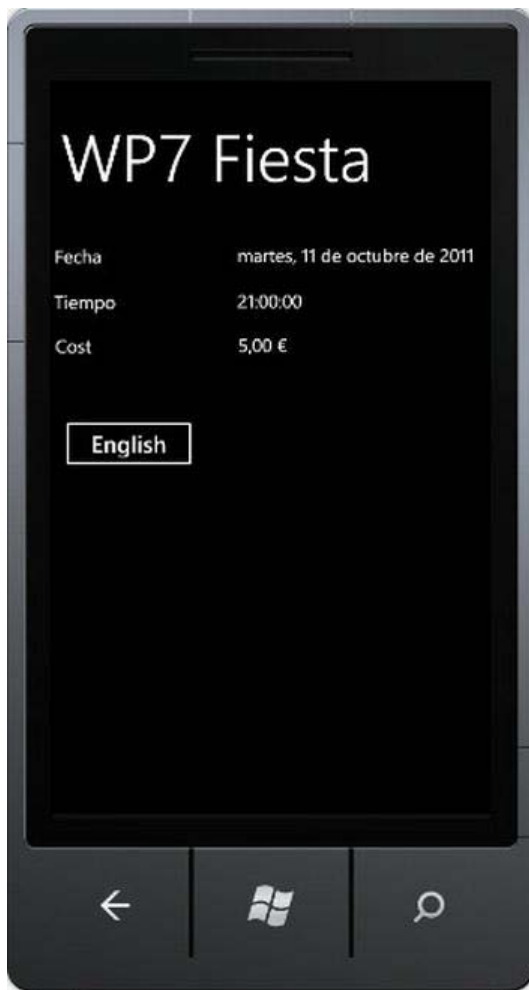 WP7 Fiesta
Fecha martes, 11 de octubre de 2011
Tiempo 21:00:00
Cost 5,00 €
English